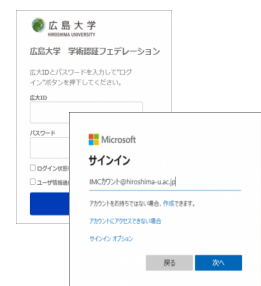 広島大学
HIROSHIMA UNIVERSITY
広島大学 学術認証フェデレーション
広大IDとパスワードを入力して"ログ
イン"ボタンを押下してください。
広大ID
パスワード
ログイン状態
ユーザ情報送
Microsoft
サインイン
IMCアカウント@hiroshima-u.ac.jp
アカウントをお持ちではない場合、作成できます。
アカウントにアクセスできない場合
サインイン オプション
戻る
次へ